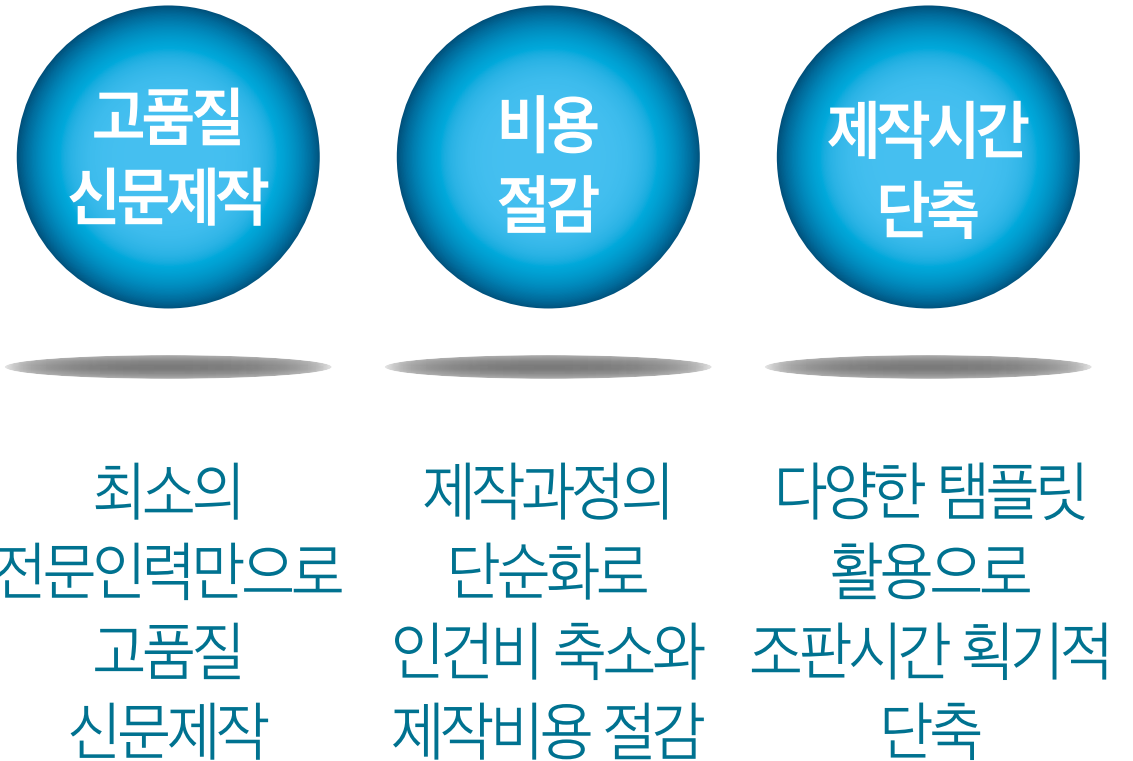 고품질
신문제작
비용
절감
제작시간
단축
최소의
전문인력만으로
고품질
신문제작
제작과정의
단순화로
인건비 축소와
제작비용 절감
다양한 탬플릿
활용으로
조판시간 획기적
단축